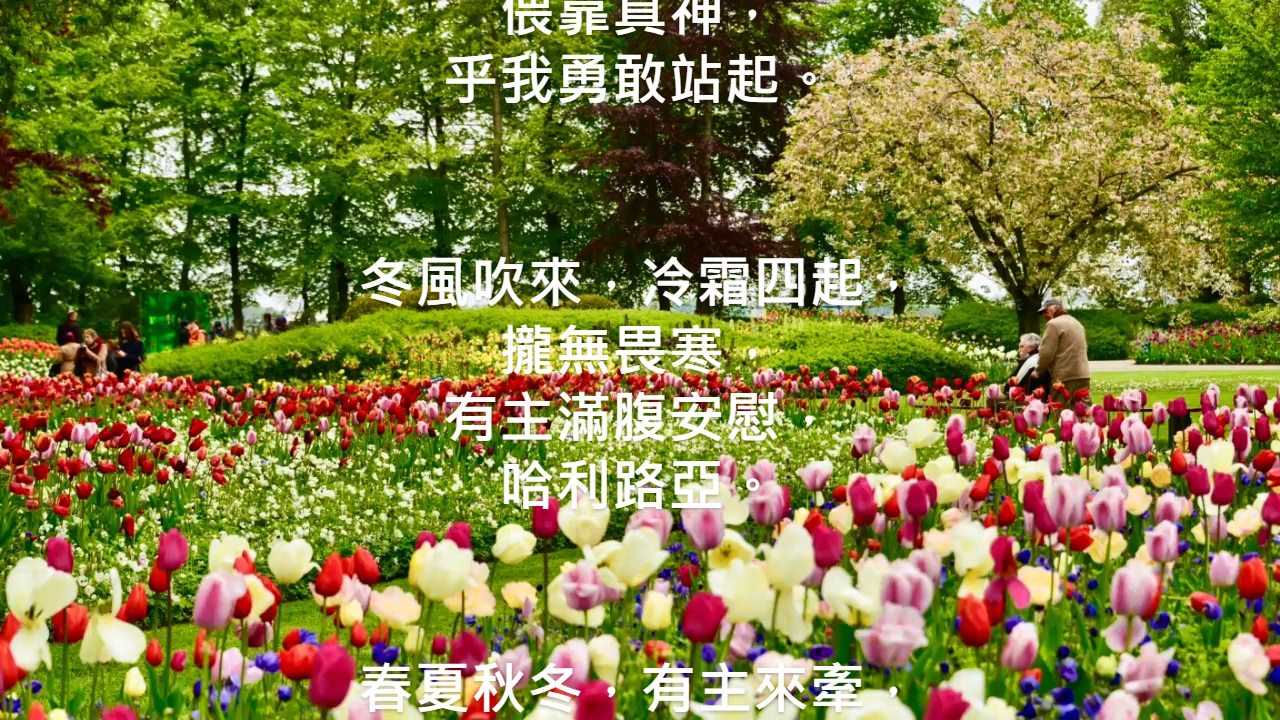 偎靠真神，
乎我勇敢站起。
冬風吹來，冷霜四起，
攏無畏寒，
有主滿腹安慰，
哈利路亞。
春夏秋冬，有主來牽，